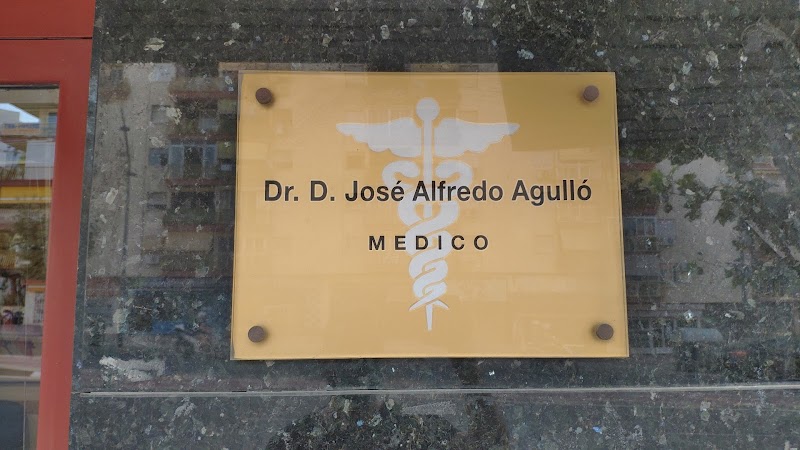 Dr. D. José Alfredo Agulló
MEDICO